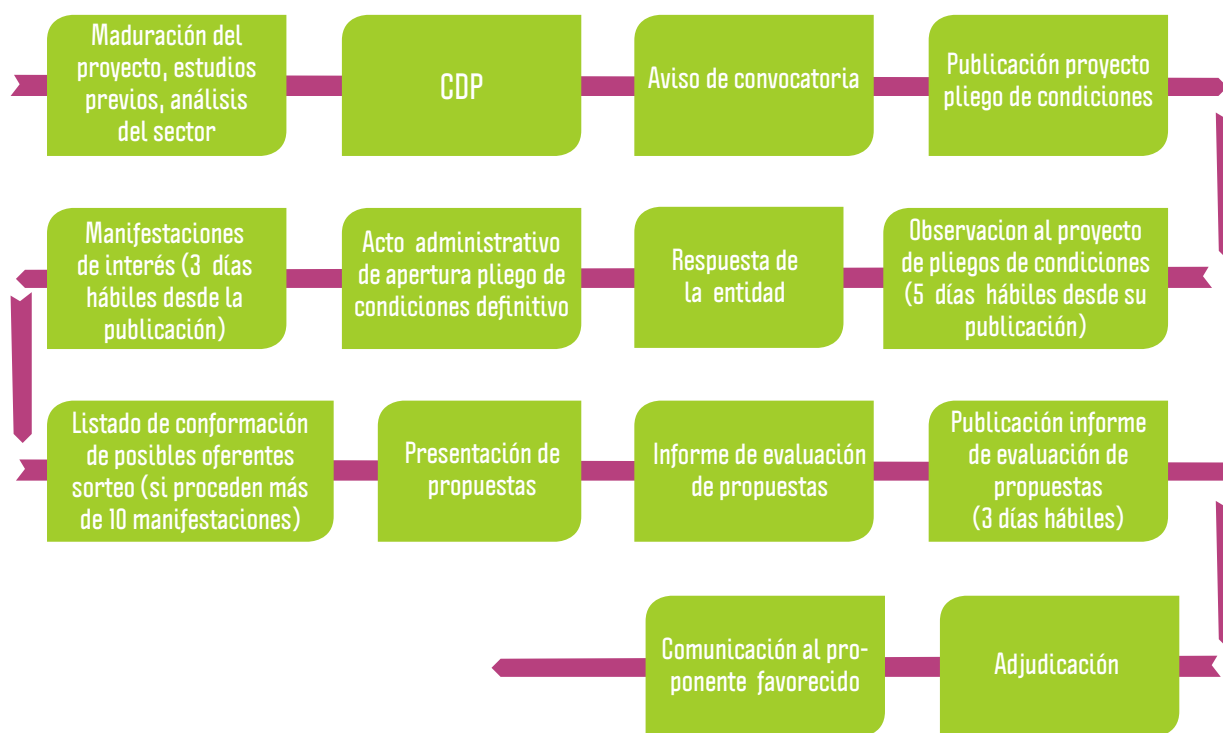 Maduración del
proyecto, estudios
previos, análisis
del sector
CDP
Aviso de convocatoria
Publicación proyecto
pliego de condiciones
Observacion al proyecto
de pliegos de condiciones
(5 días hábiles desde su
publicación)
Respuesta de
la entidad
Acto administrativo
de apertura pliego de
condiciones definitivo
Manifestaciones
de interés (3 días
hábiles desde la
publicación)
Listado de conformación
de posibles oferentes
sorteo (si proceden más
de 10 manifestaciones)
Presentación de
propuestas
Informe de evaluación
de propuestas
Publicación informe
de evaluación de
propuestas
(3 días hábiles)
Adjudicación
Comunicación al pro-
ponente favorecido